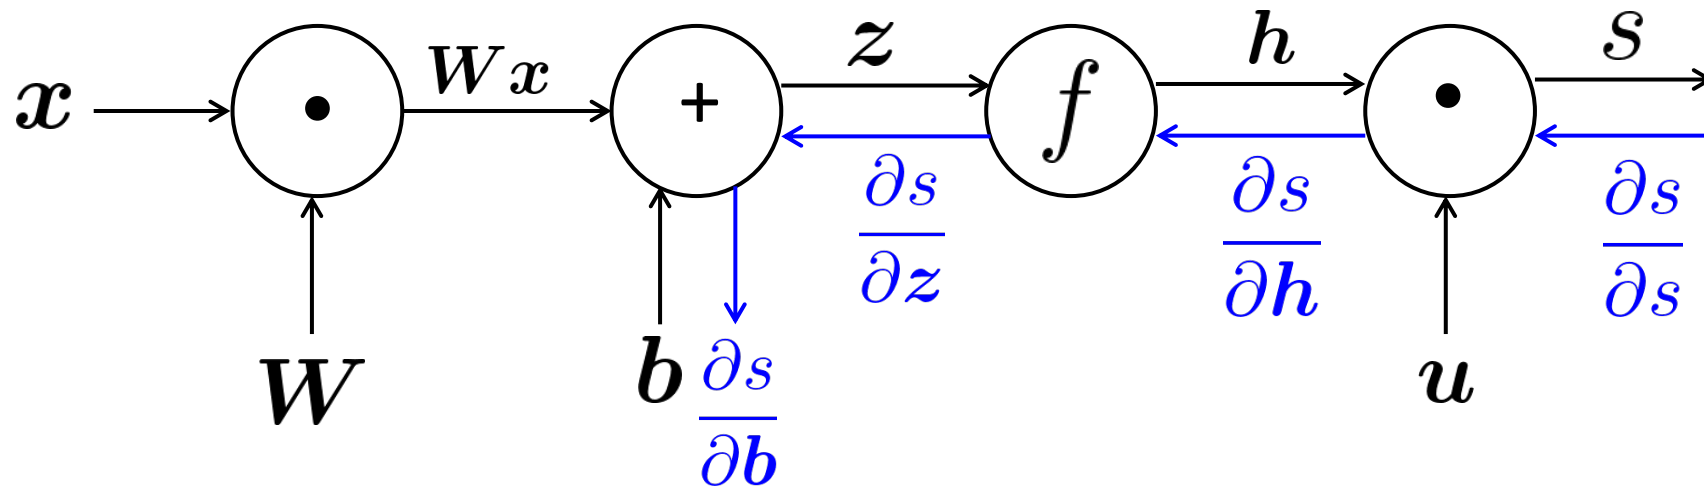 x • Wx + z f h • s
∂s/∂z ∂s/∂h ∂s/∂s
W b ∂s/∂b u